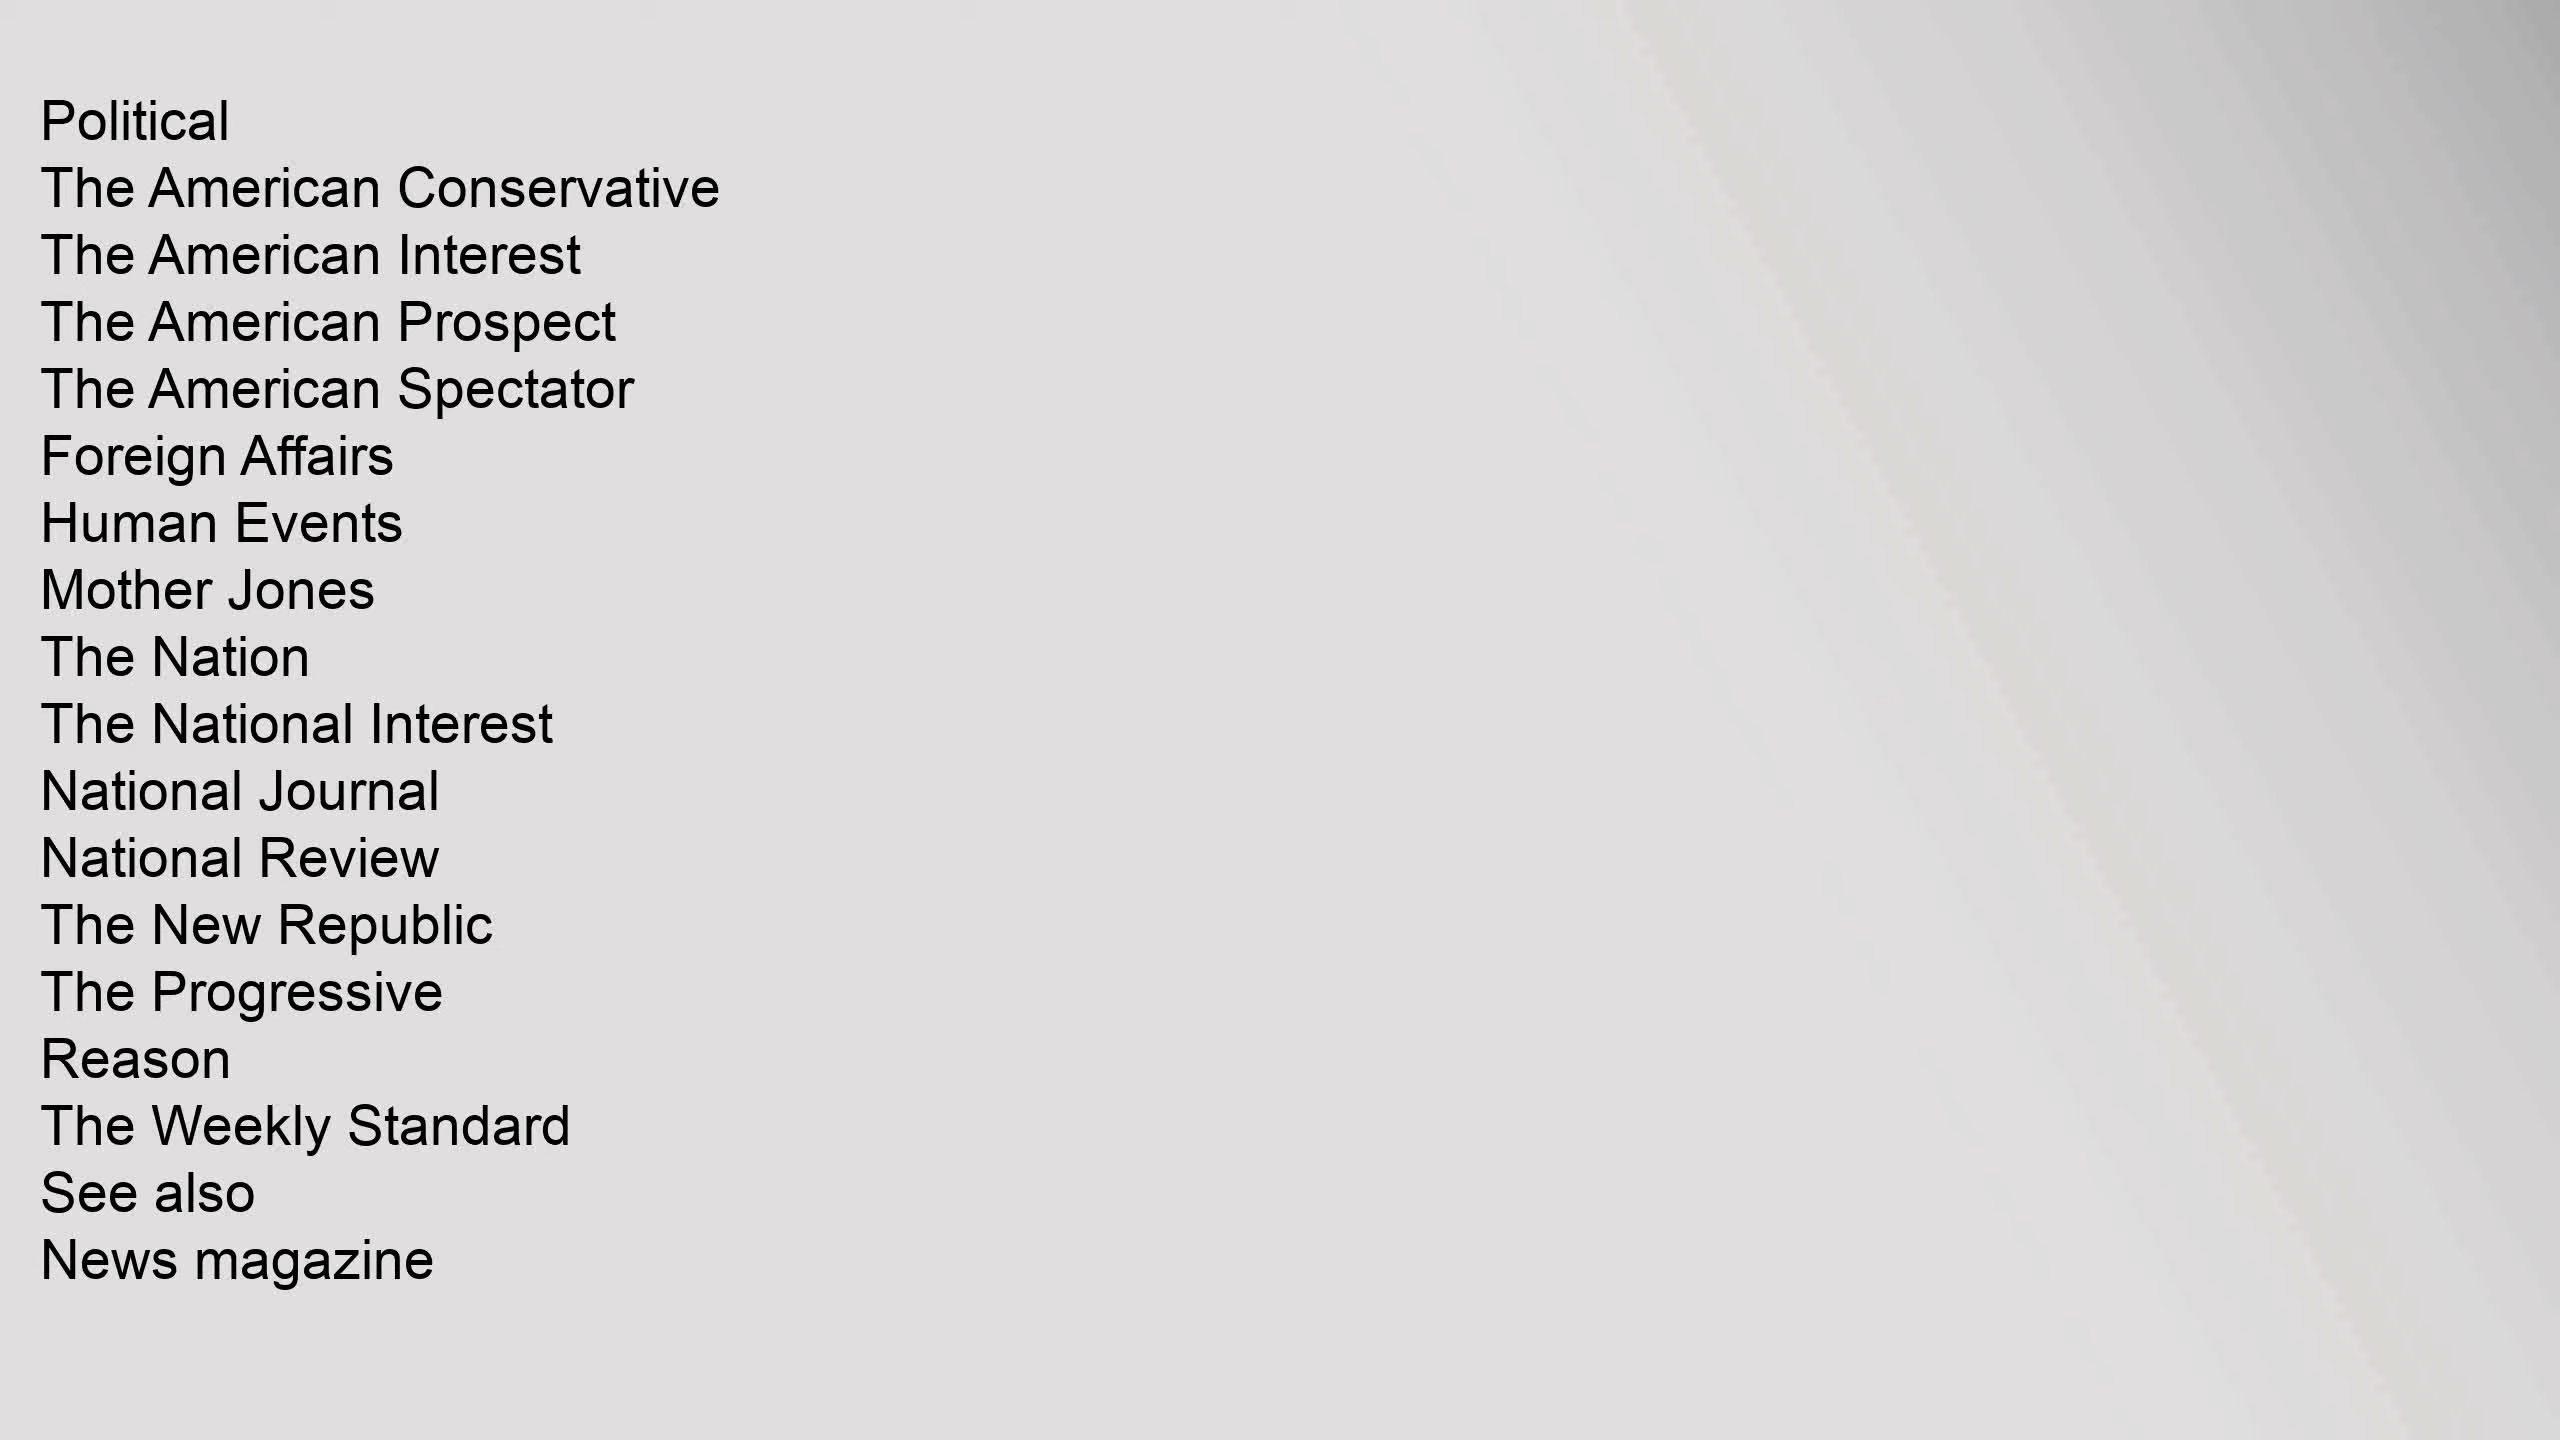 Political
The American Conservative
The American Interest
The American Prospect
The American Spectator
Foreign Affairs
Human Events
Mother Jones
The Nation
The National Interest
National Journal
National Review
The New Republic
The Progressive
Reason
The Weekly Standard
See also
News magazine